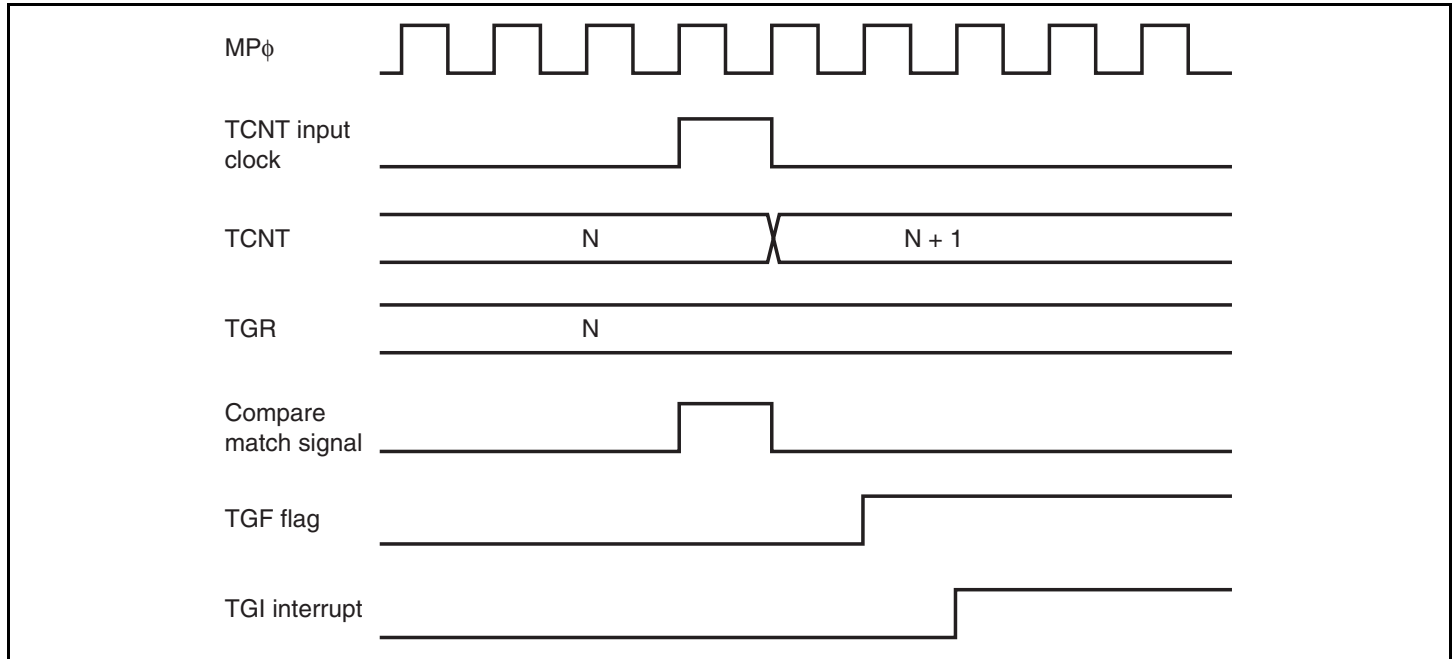 MPϕ
TCNT input
clock
TCNT
N
N + 1
TGR
N
Compare
match signal
TGF flag
TGI interrupt